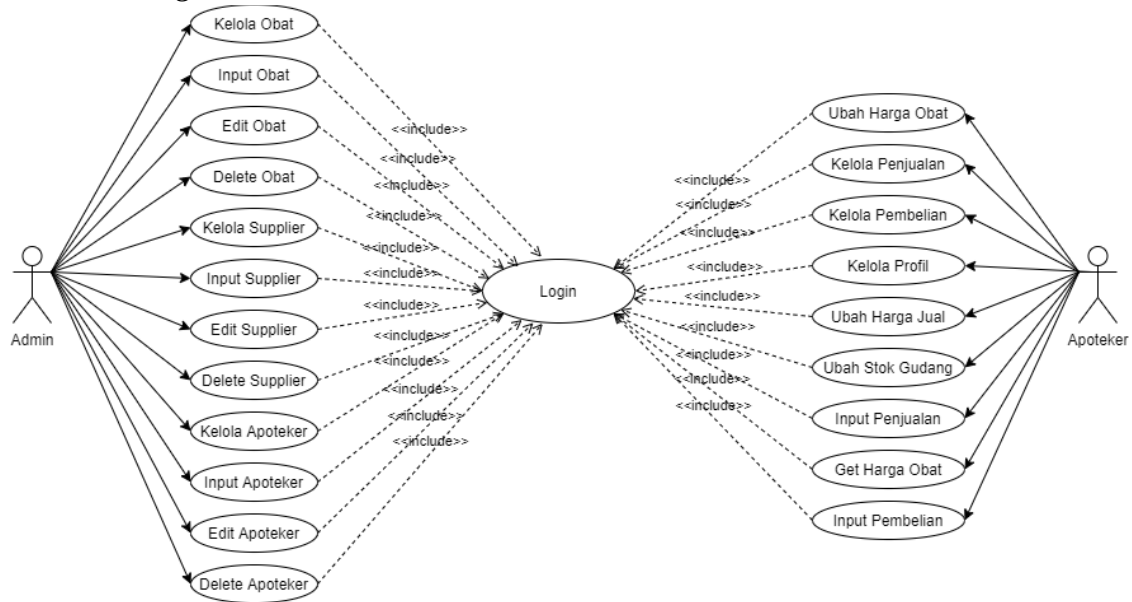 Kelola Obat
Input Obat
Edit Obat
Delete Obat
Kelola Supplier
Input Supplier
Edit Supplier
Delete Supplier
Kelola Apoteker
Input Apoteker
Edit Apoteker
Delete Apoteker
Admin
<<include>>
<<include>>
<<include>>
<<include>>
<<include>>
<<include>>
<<include>>
<<include>>
<<include>>
<<include>>
<<include>>
<<include>>
Login
<<include>>
<<include>>
<<include>>
<<include>>
<<include>>
<<include>>
<<include>>
<<include>>
<<include>>
Ubah Harga Obat
Kelola Penjualan
Kelola Pembelian
Kelola Profil
Ubah Harga Jual
Ubah Stok Gudang
Input Penjualan
Get Harga Obat
Input Pembelian
Apoteker